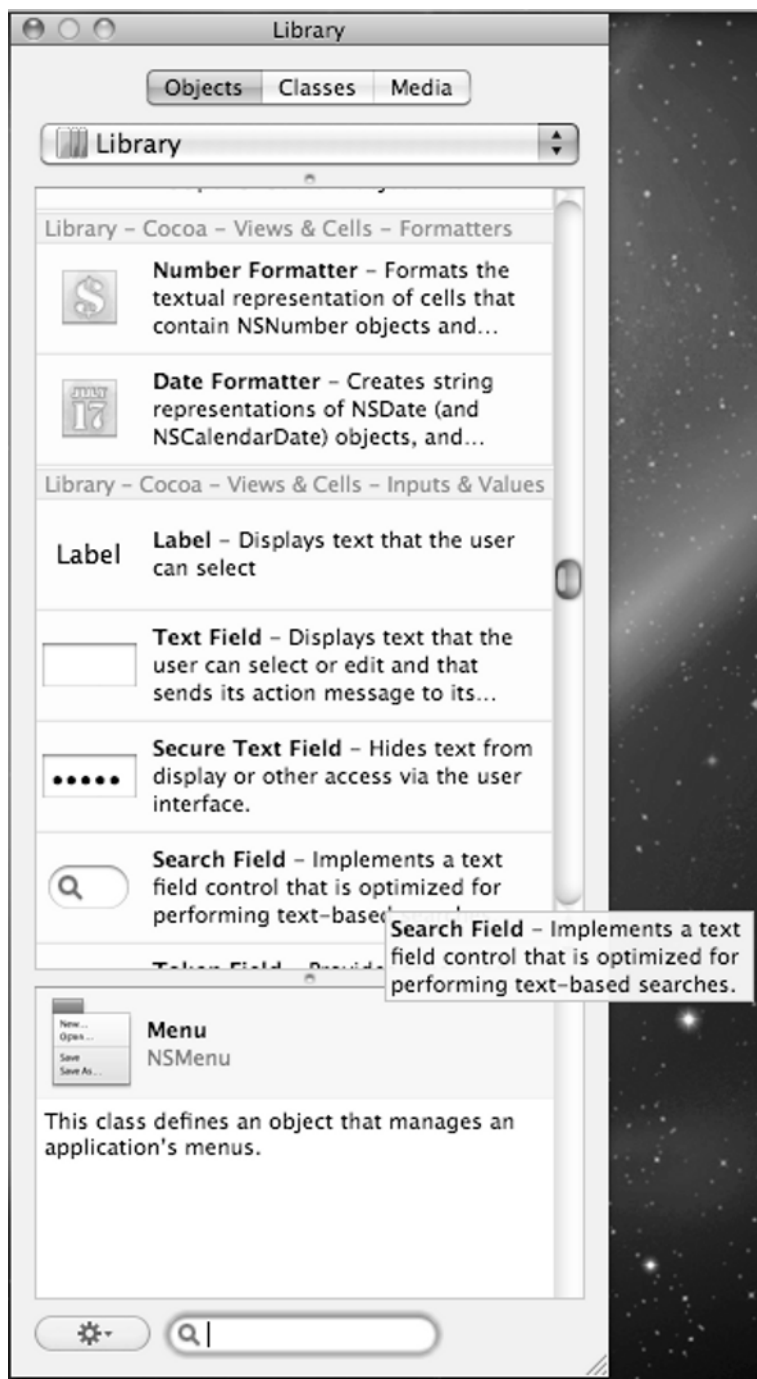 Library
Objects Classes Media
Library
Library – Cocoa – Views & Cells – Formatters
Number Formatter – Formats the
textual representation of cells that
contain NSNumber objects and...
JULY
17
Date Formatter – Creates string
representations of NSDate (and
NSCalendarDate) objects, and...
Library – Cocoa – Views & Cells – Inputs & Values
Label
Label – Displays text that the user
can select
Text Field – Displays text that the
user can select or edit and that
sends its action message to its...
Secure Text Field – Hides text from
display or other access via the user
interface.
Search Field – Implements a text
field control that is optimized for
performing text-based searches.
Search Field – Implements a text
field control that is optimized for
performing text-based searches.
Token Field –
New...
Open...
Save
Save As...
Menu
NSMenu
This class defines an object that manages an
application's menus.